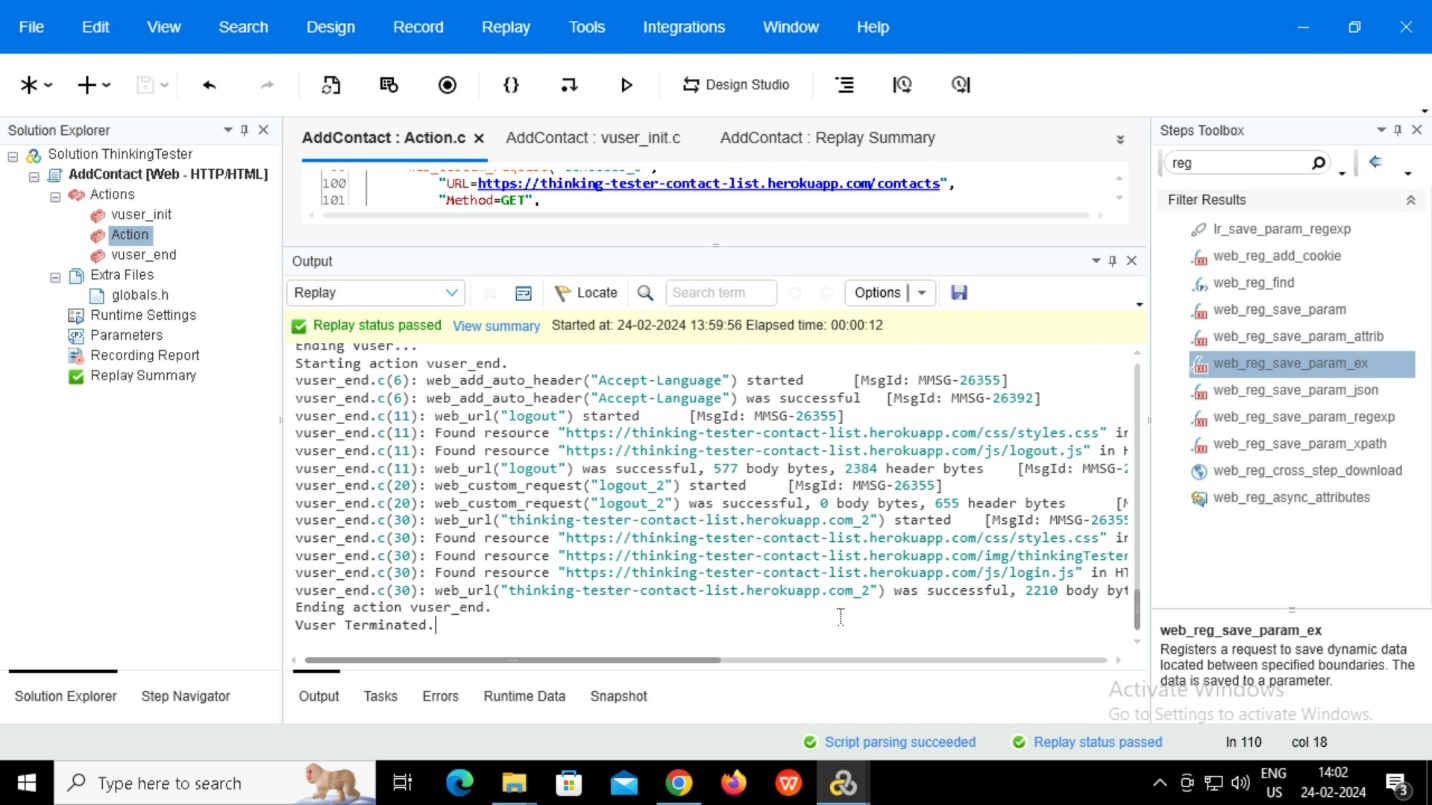 File Edit View Search Design Record Replay Tools Integrations Window Help
Design Studio
Solution Explorer
Solution ThinkingTester
AddContact [Web - HTTP/HTML]
Actions
vuser_init
Action
vuser_end
Extra Files
globals.h
Runtime Settings
Parameters
Recording Report
Replay Summary
Solution Explorer Step Navigator
AddContact : Action.c AddContact : vuser_init.c AddContact : Replay Summary
100 "URL=https://thinking-tester-contact-list.herokuapp.com/contacts",
101 "Method=GET",
Output
Replay Locate Search term Options
Replay status passed View summary Started at: 24-02-2024 13:59:56 Elapsed time: 00:00:12
Ending Vuser...
Starting action vuser_end.
vuser_end.c(6): web_add_auto_header("Accept-Language") started [MsgId: MMSG-26355]
vuser_end.c(6): web_add_auto_header("Accept-Language") was successful [MsgId: MMSG-26392]
vuser_end.c(11): web_url("logout") started [MsgId: MMSG-26355]
vuser_end.c(11): Found resource "https://thinking-tester-contact-list.herokuapp.com/css/styles.css" in
vuser_end.c(11): Found resource "https://thinking-tester-contact-list.herokuapp.com/js/logout.js" in H
vuser_end.c(11): web_url("logout") was successful, 577 body bytes, 2384 header bytes [MsgId: MMSG-2
vuser_end.c(20): web_custom_request("logout_2") started [MsgId: MMSG-26355]
vuser_end.c(20): web_custom_request("logout_2") was successful, 0 body bytes, 655 header bytes [M
vuser_end.c(30): web_url("thinking-tester-contact-list.herokuapp.com_2") started [MsgId: MMSG-26355
vuser_end.c(30): Found resource "https://thinking-tester-contact-list.herokuapp.com/css/styles.css" in
vuser_end.c(30): Found resource "https://thinking-tester-contact-list.herokuapp.com/img/thinkingTester
vuser_end.c(30): Found resource "https://thinking-tester-contact-list.herokuapp.com/js/login.js" in HT
vuser_end.c(30): web_url("thinking-tester-contact-list.herokuapp.com_2") was successful, 2210 body byt
Ending action vuser_end.
Vuser Terminated.
Output Tasks Errors Runtime Data Snapshot
Steps Toolbox
reg
Filter Results
lr_save_param_regexp
web_reg_add_cookie
web_reg_find
web_reg_save_param
web_reg_save_param_attrib
web_reg_save_param_ex
web_reg_save_param_json
web_reg_save_param_regexp
web_reg_save_param_xpath
web_reg_cross_step_download
web_reg_async_attributes
web_reg_save_param_ex
Registers a request to save dynamic data
located between specified boundaries. The
data is saved to a parameter.
Activate Windows
Go to Settings to activate Windows.
Script parsing succeeded Replay status passed ln 110 col 18
Type here to search
ENG
US
14:02
24-02-2024
3